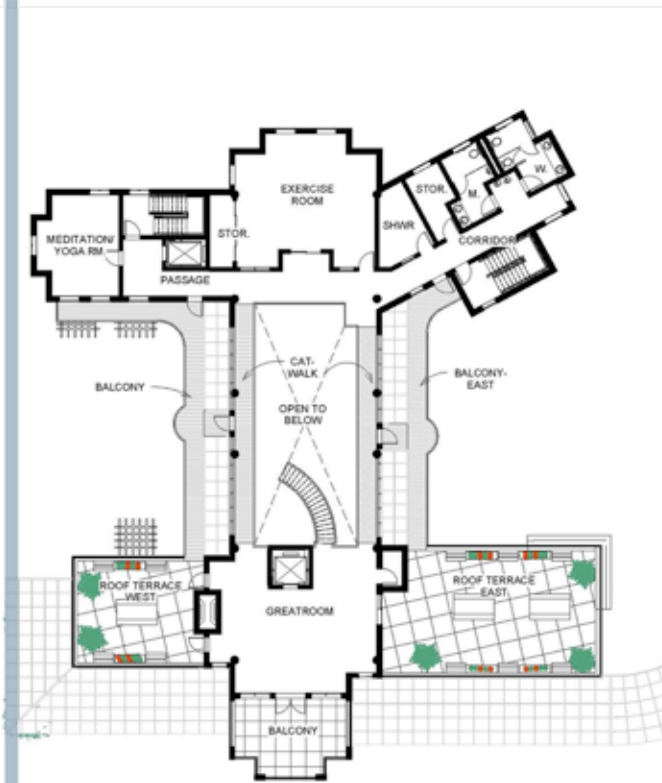 EXERCISE
ROOM
STOR.
M.
W.
STOR.
SHWR
CORRIDOR
MEDITATION/
YOGA RM.
PASSAGE
CAT-
WALK
BALCONY
BALCONY-
EAST
OPEN TO
BELOW
ROOF TERRACE
WEST
ROOF TERRACE
EAST
GREATROOM
BALCONY